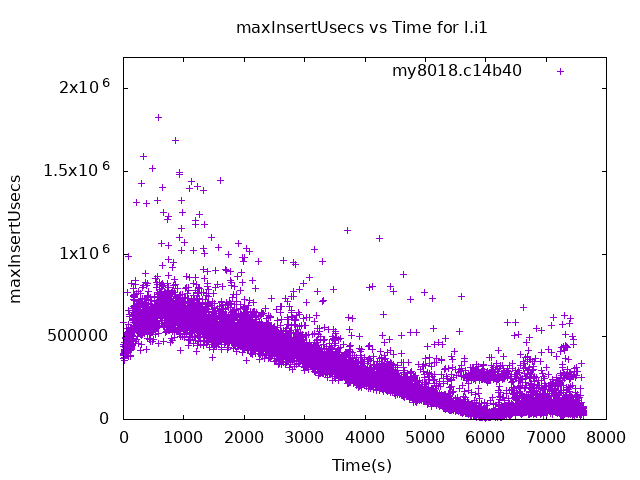 maxInsertUsecs vs Time for l.i1
my8018.c14b40
2x10^6
1.5x10^6
1x10^6
500000
0
maxInsertUsecs
0 1000 2000 3000 4000 5000 6000 7000 8000
Time(s)